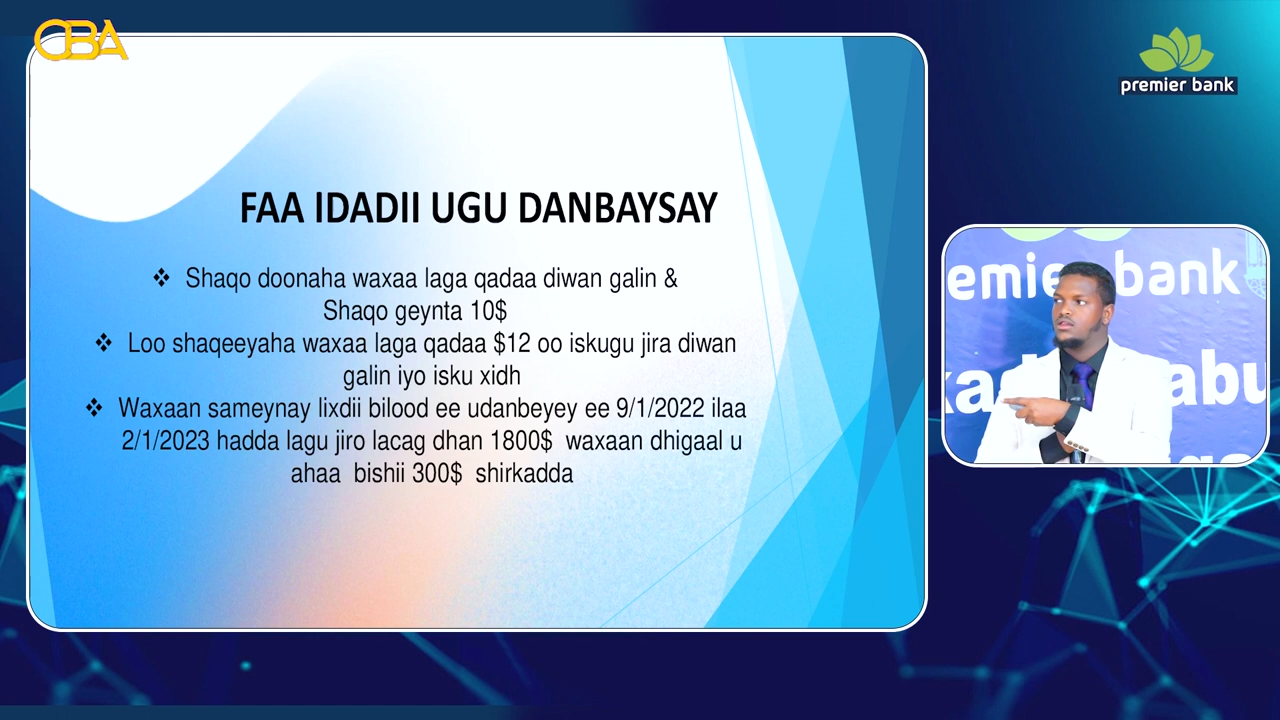 OBA
premier bank
FAA IDADII UGU DANBAYSAY
❖ Shaqo doonaha waxaa laga qadaa diwan galin &
Shaqo geynta 10$
❖ Loo shaqeeyaha waxaa laga qadaa $12 oo iskugu jira diwan
galin iyo isku xidh
❖ Waxaan sameynay lixdii bilood ee udanbeyey ee 9/1/2022 ilaa
2/1/2023 hadda lagu jiro lacag dhan 1800$ waxaan dhigaal u
ahaa bishii 300$ shirkadda
emie bank
abu